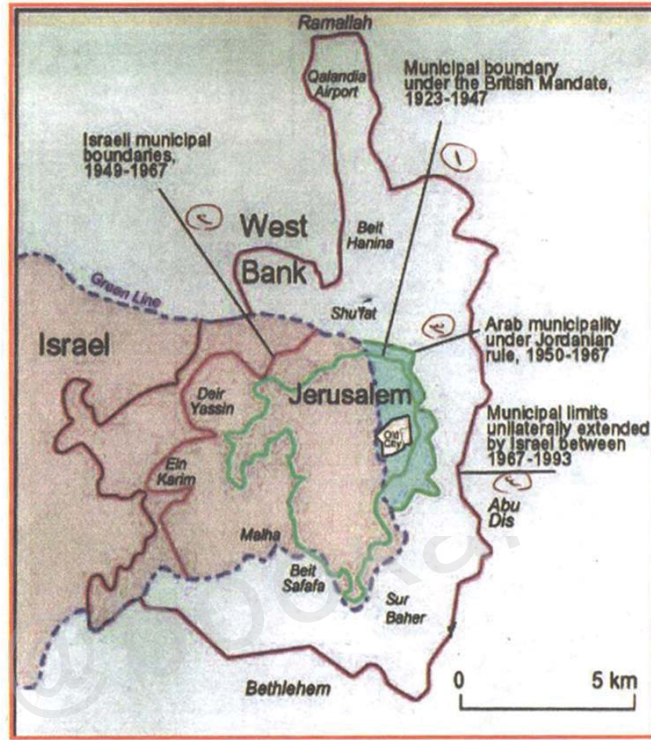 Ramallah
Qalandia
Airport
Municipal boundary
under the British Mandate,
1923-1947
Israeli municipal
boundaries,
1949-1967
West
Bank
Beit
Hanina
Green Line
Shu'fat
Israel
Arab municipality
under Jordanian
rule, 1950-1967
Deir
Yassin
Jerusalem
Old
City
Municipal limits
unilaterally extended
by Israel between
1967-1993
Ein
Karim
Abu
Dis
Malha
Beit
Safafa
Sur
Baher
Bethlehem
0 5 km